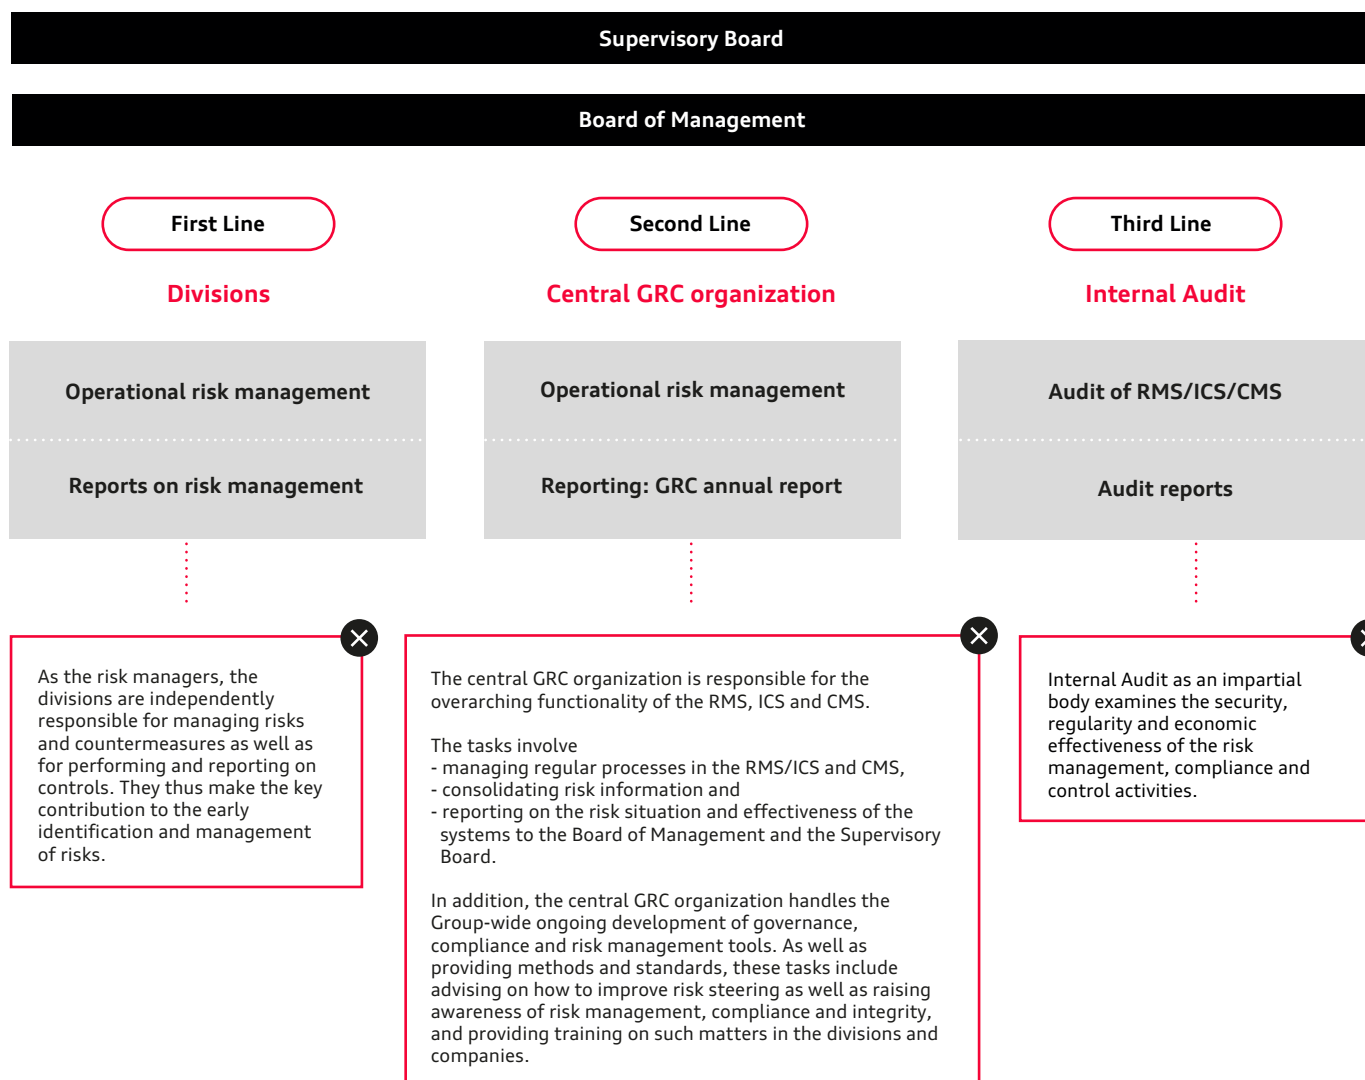 Supervisory Board
Board of Management
First Line
Second Line
Third Line
Divisions
Central GRC organization
Internal Audit
Operational risk management
Reports on risk management
Operational risk management
Reporting: GRC annual report
Audit of RMS/ICS/CMS
Audit reports
As the risk managers, the
divisions are independently
responsible for managing risks
and countermeasures as well as
for performing and reporting on
controls. They thus make the key
contribution to the early
identification and management
of risks.
The central GRC organization is responsible for the
overarching functionality of the RMS, ICS and CMS.
The tasks involve
- managing regular processes in the RMS/ICS and CMS,
- consolidating risk information and
- reporting on the risk situation and effectiveness of the
systems to the Board of Management and the Supervisory
Board.
In addition, the central GRC organization handles the
Group-wide ongoing development of governance,
compliance and risk management tools. As well as
providing methods and standards, these tasks include
advising on how to improve risk steering as well as raising
awareness of risk management, compliance and integrity,
and providing training on such matters in the divisions and
companies.
Internal Audit as an impartial
body examines the security,
regularity and economic
effectiveness of the risk
management, compliance and
control activities.